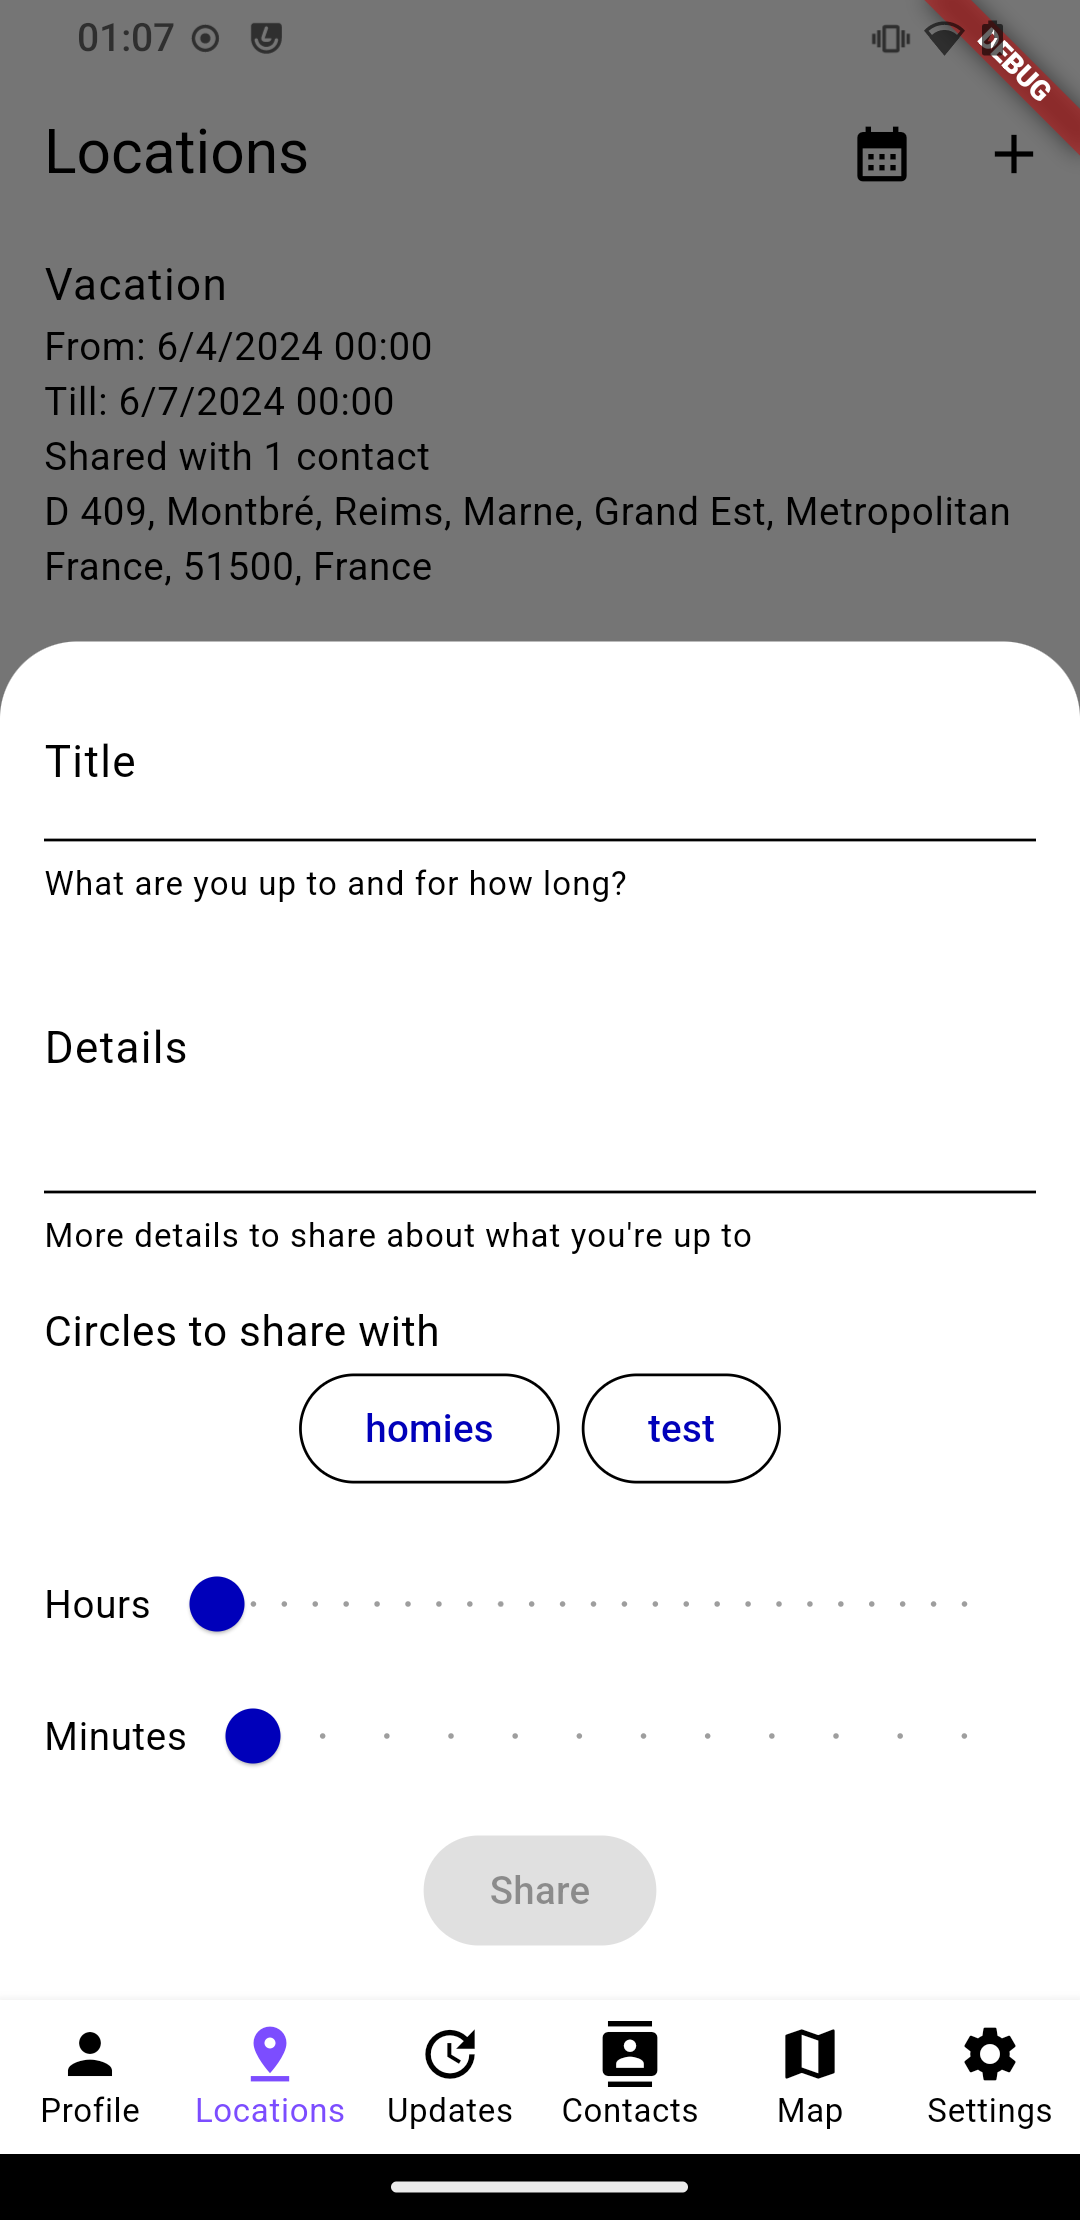 01:07
DEBUG
Locations
Vacation
From: 6/4/2024 00:00
Till: 6/7/2024 00:00
Shared with 1 contact
D 409, Montbré, Reims, Marne, Grand Est, Metropolitan
France, 51500, France
Title
What are you up to and for how long?
Details
More details to share about what you're up to
Circles to share with
homies test
Hours
Minutes
Share
Profile Locations Updates Contacts Map Settings